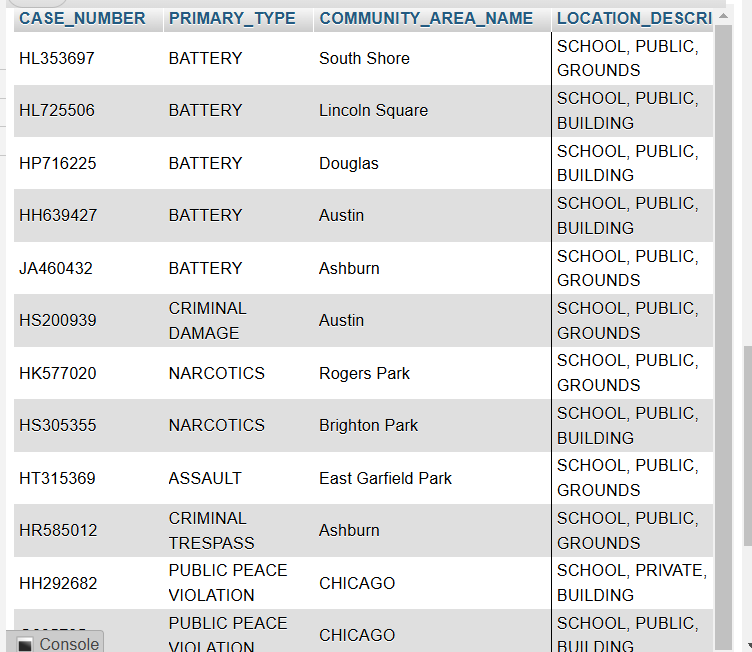 CASE_NUMBER PRIMARY_TYPE COMMUNITY_AREA_NAME LOCATION_DESCRI
HL353697 BATTERY South Shore SCHOOL, PUBLIC,
GROUNDS
HL725506 BATTERY Lincoln Square SCHOOL, PUBLIC,
BUILDING
HP716225 BATTERY Douglas SCHOOL, PUBLIC,
BUILDING
HH639427 BATTERY Austin SCHOOL, PUBLIC,
BUILDING
JA460432 BATTERY Ashburn SCHOOL, PUBLIC,
GROUNDS
HS200939 CRIMINAL
DAMAGE Austin SCHOOL, PUBLIC,
GROUNDS
HK577020 NARCOTICS Rogers Park SCHOOL, PUBLIC,
GROUNDS
HS305355 NARCOTICS Brighton Park SCHOOL, PUBLIC,
BUILDING
HT315369 ASSAULT East Garfield Park SCHOOL, PUBLIC,
GROUNDS
HR585012 CRIMINAL
TRESPASS Ashburn SCHOOL, PUBLIC,
GROUNDS
HH292682 PUBLIC PEACE
VIOLATION CHICAGO SCHOOL, PRIVATE,
BUILDING
PUBLIC PEACE
VIOLATION CHICAGO SCHOOL, PUBLIC,
BUILDING
Console